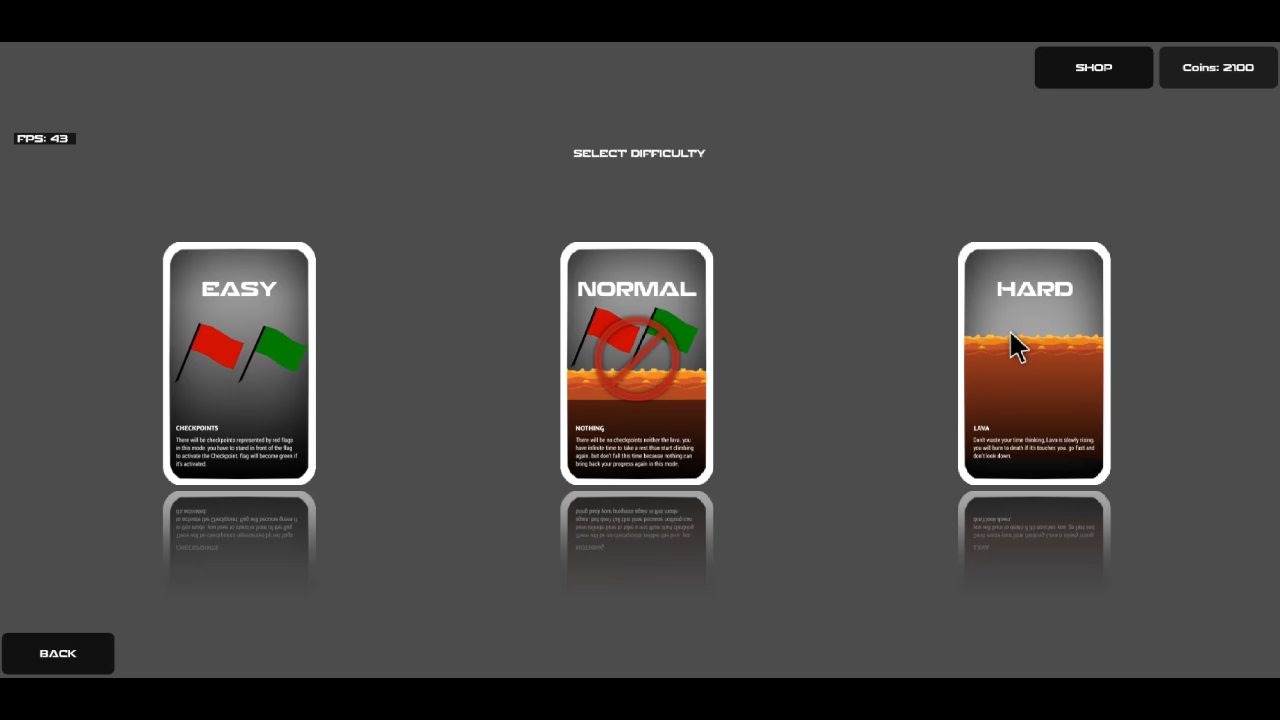 SHOP
Coins: 2100
FPS: 43
SELECT DIFFICULTY
EASY
CHECKPOINTS
There will be checkpoints represented by red flags
in this mode. you have to stand in front of the flag
to activate the Checkpoint. flag will become green if
it's activated.
NORMAL
NOTHING
There will be no checkpoints neither the lava. you
have infinite time to take a rest than start climbing
again. but don't fall this time because nothing can
bring back your progress again in this mode.
HARD
LAVA
Don't waste your time thinking, Lava is slowly rising.
you will burn to death if it's touches you. go fast and
don't look down.
BACK